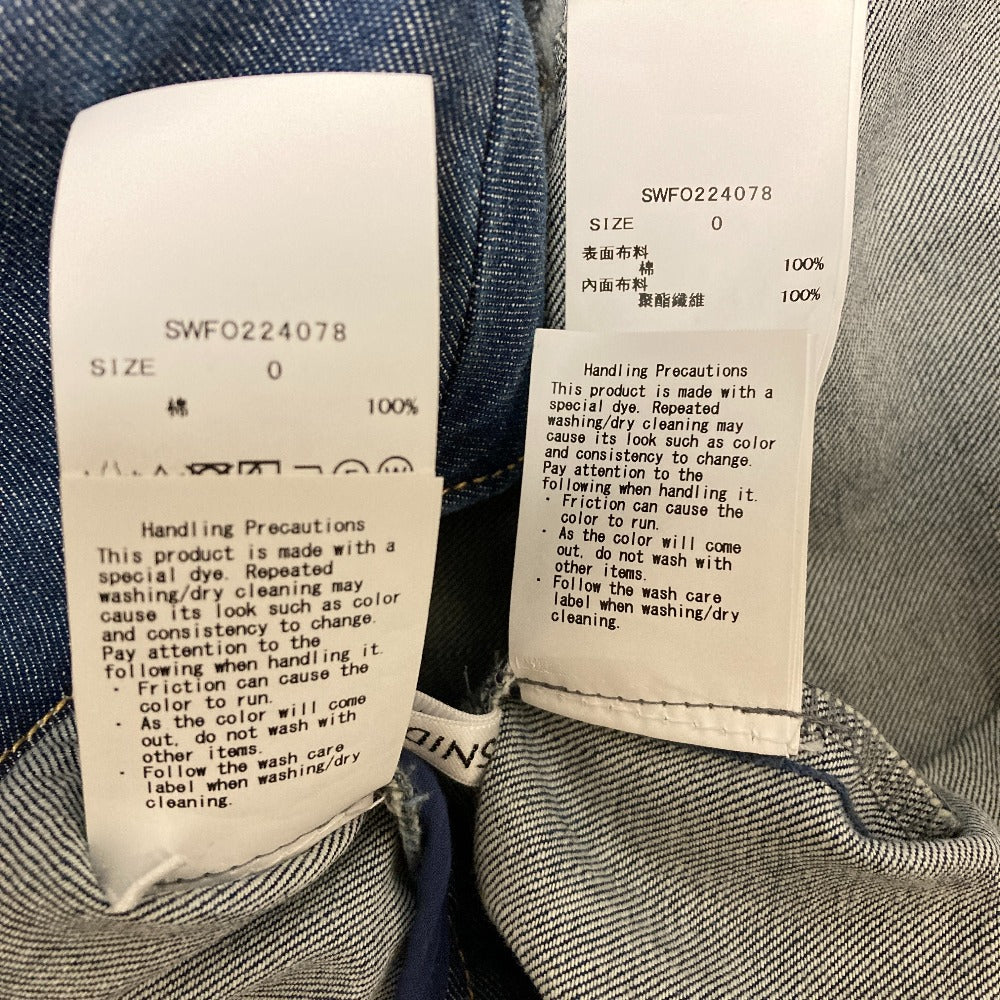 SWFO224078
SIZE 0
棉 100%
Handling Precautions
This product is made with a
special dye. Repeated
washing/dry cleaning may
cause its look such as color
and consistency to change.
Pay attention to the
following when handling it.
・ Friction can cause the
color to run.
・ As the color will come
out, do not wash with
other items.
・ Follow the wash care
label when washing/dry
cleaning.
SWFO224078
SIZE 0
表面布料
棉 100%
內面布料
聚酯纖維 100%
Handling Precautions
This product is made with a
special dye. Repeated
washing/dry cleaning may
cause its look such as color
and consistency to change.
Pay attention to the
following when handling it.
・ Friction can cause the
color to run.
・ As the color will come
out, do not wash with
other items.
・ Follow the wash care
label when washing/dry
cleaning.
SNID